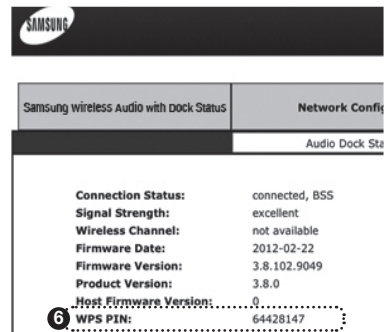 SAMSUNG
Samsung Wireless Audio with Dock Status Network Config
Audio Dock Sta
Connection Status: connected, BSS
Signal Strength: excellent
Wireless Channel: not available
Firmware Date: 2012-02-22
Firmware Version: 3.8.102.9049
Product Version: 3.8.0
Host Firmware Version: 0
6 WPS PIN: 64428147